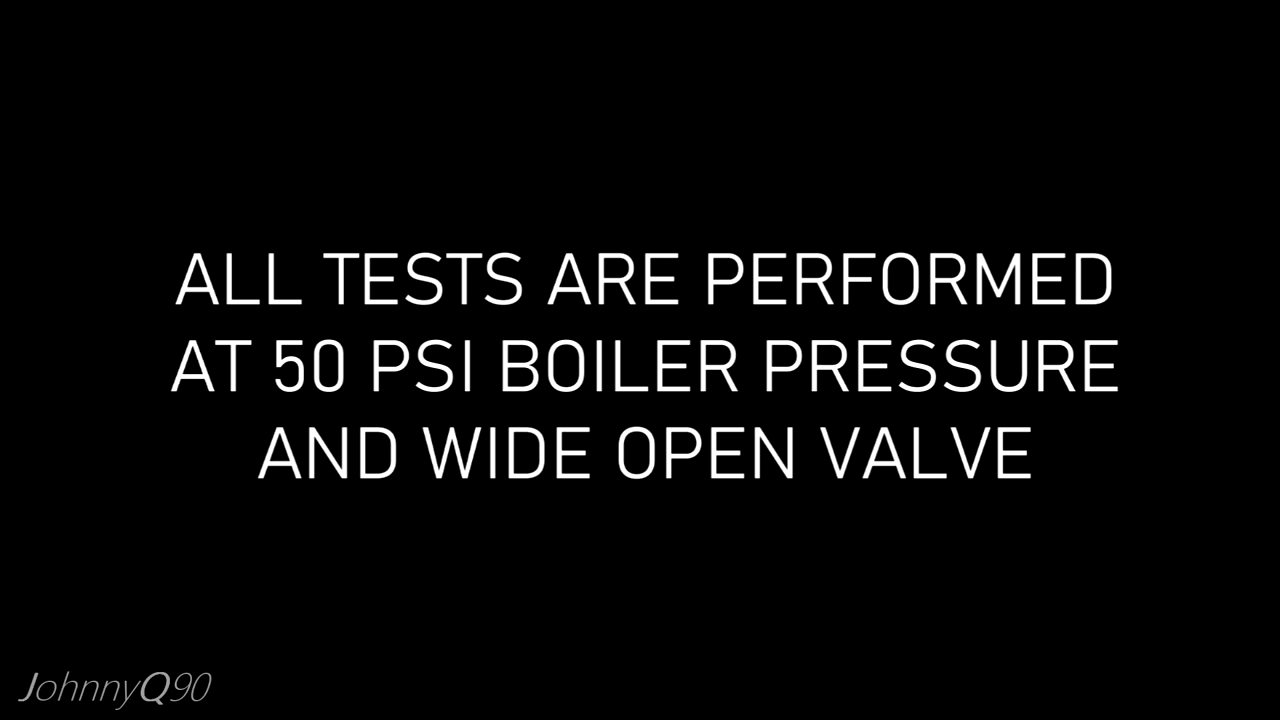 ALL TESTS ARE PERFORMED
AT 50 PSI BOILER PRESSURE
AND WIDE OPEN VALVE
JohnnyQ90